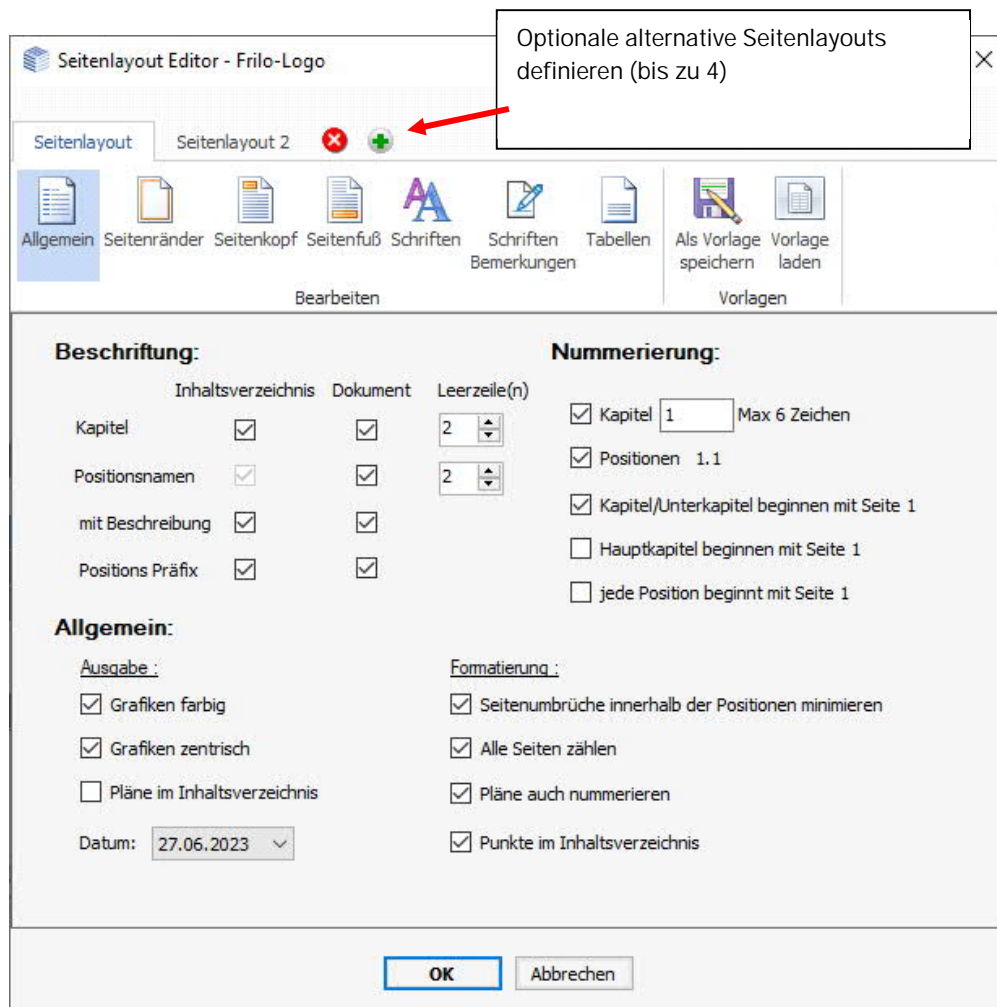 Optionale alternative Seitenlayouts
definieren (bis zu 4)
Seitenlayout Editor - Frilo-Logo
Seitenlayout Seitenlayout 2
Allgemein Seitenränder Seitenkopf Seitenfuß Schriften Schriften Bemerkungen Tabellen Als Vorlage speichern Vorlage laden
Bearbeiten Vorlagen
Beschriftung: Nummerierung:
Inhaltsverzeichnis Dokument Leerzeile(n)
Kapitel 2 Kapitel 1 Max 6 Zeichen
Positionsnamen 2 Positionen 1.1
mit Beschreibung Kapitel/Unterkapitel beginnen mit Seite 1
Positions Präfix Hauptkapitel beginnen mit Seite 1
jede Position beginnt mit Seite 1
Allgemein:
Ausgabe : Formatierung :
Grafiken farbig Seitenumbrüche innerhalb der Positionen minimieren
Grafiken zentrisch Alle Seiten zählen
Pläne im Inhaltsverzeichnis Pläne auch nummerieren
Datum: 27.06.2023 Punkte im Inhaltsverzeichnis
OK Abbrechen